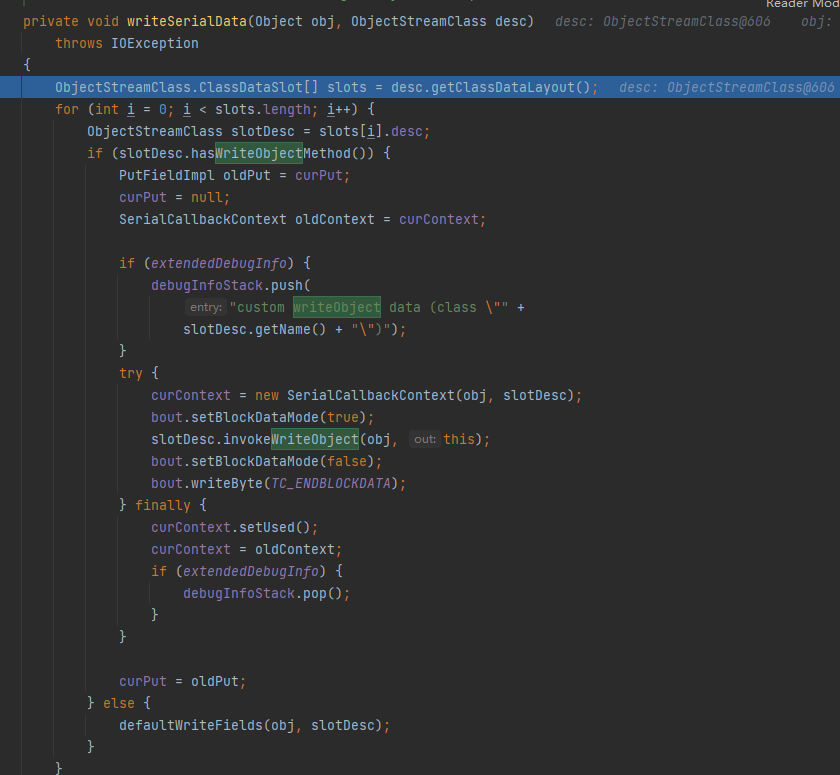 Reader Mod
private void writeSerialData(Object obj, ObjectStreamClass desc) desc: ObjectStreamClass@606 obj:
throws IOException
{
ObjectStreamClass.ClassDataSlot[] slots = desc.getClassDataLayout(); desc: ObjectStreamClass@606
for (int i = 0; i < slots.length; i++) {
ObjectStreamClass slotDesc = slots[i].desc;
if (slotDesc.hasWriteObjectMethod()) {
PutFieldImpl oldPut = curPut;
curPut = null;
SerialCallbackContext oldContext = curContext;
if (extendedDebugInfo) {
debugInfoStack.push(
entry: "custom writeObject data (class \"" +
slotDesc.getName() + "\")");
}
try {
curContext = new SerialCallbackContext(obj, slotDesc);
bout.setBlockDataMode(true);
slotDesc.invokeWriteObject(obj, out: this);
bout.setBlockDataMode(false);
bout.writeByte(TC_ENDBLOCKDATA);
} finally {
curContext.setUsed();
curContext = oldContext;
if (extendedDebugInfo) {
debugInfoStack.pop();
}
}
curPut = oldPut;
} else {
defaultWriteFields(obj, slotDesc);
}
}